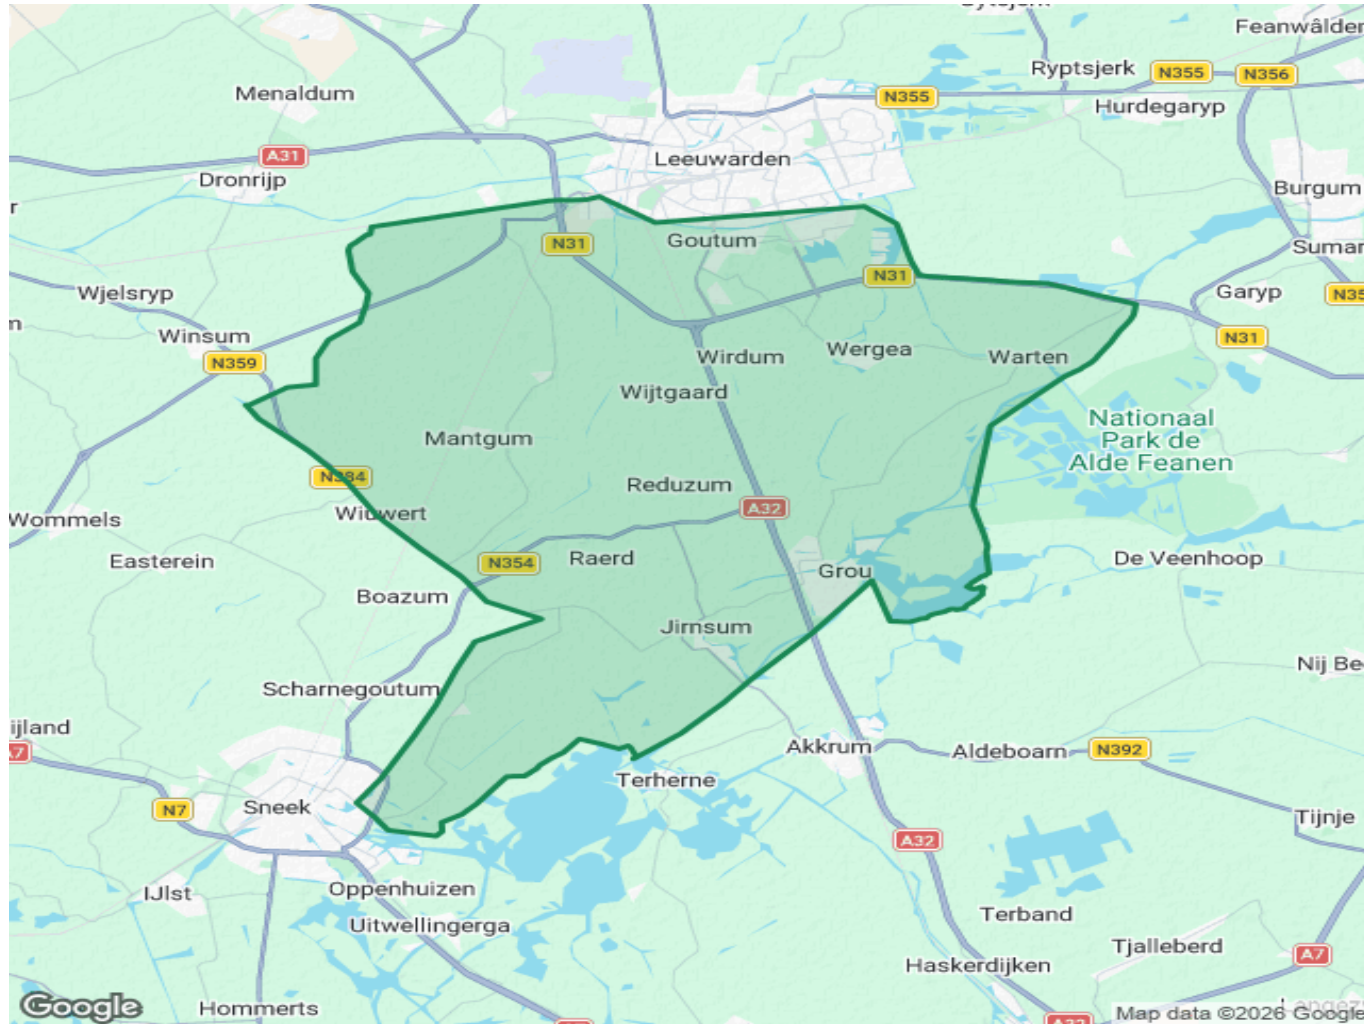 Feanwâlden
Ryptsjerk
N355
N356
Menaldum
N355
Hurdegaryp
Leeuwarden
A31
Dronrijp
Burgum
Goutum
N31
Sumar
N31
Wjelsryp
Garyp
Winsum
N31
N359
Wirdum
Wergea
Warten
Wijtgaard
Nationaal
Park de
Alde Feanen
Mantgum
N384
Reduzum
A32
Wiuwert
Wommels
Easterein
N354
Raerd
Grou
De Veenhoop
Boazum
Jirnsum
Nij Be
Scharnegoutum
ijland
Akkrum
Aldeboarn
N392
Terherne
N7
Sneek
Tijnje
A32
IJlst
Oppenhuizen
Terband
Uitwellingerga
Tjalleberd
A7
Haskerdijken
Google
Hommerts
Map data ©2026 Google